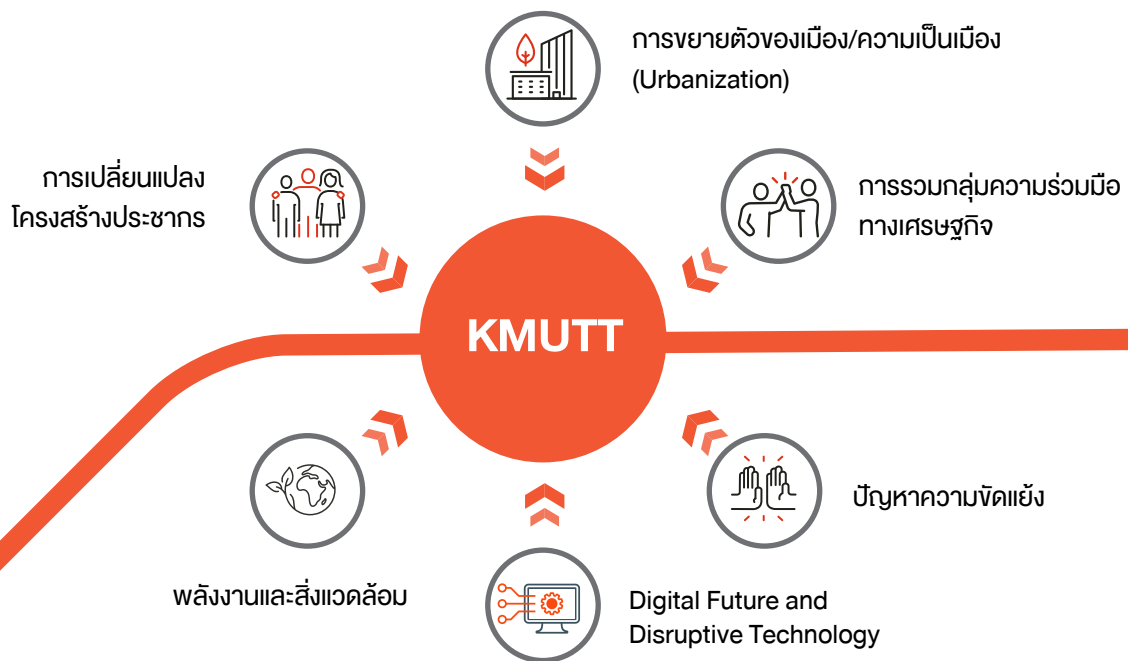 การขยายตัวของเมือง/ความเป็นเมือง
(Urbanization)
การเปลี่ยนแปลง
โครงสร้างประชากร
การรวมกลุ่มความร่วมมือ
ทางเศรษฐกิจ
KMUTT
ปัญหาความขัดแย้ง
พลังงานและสิ่งแวดล้อม
Digital Future and
Disruptive Technology